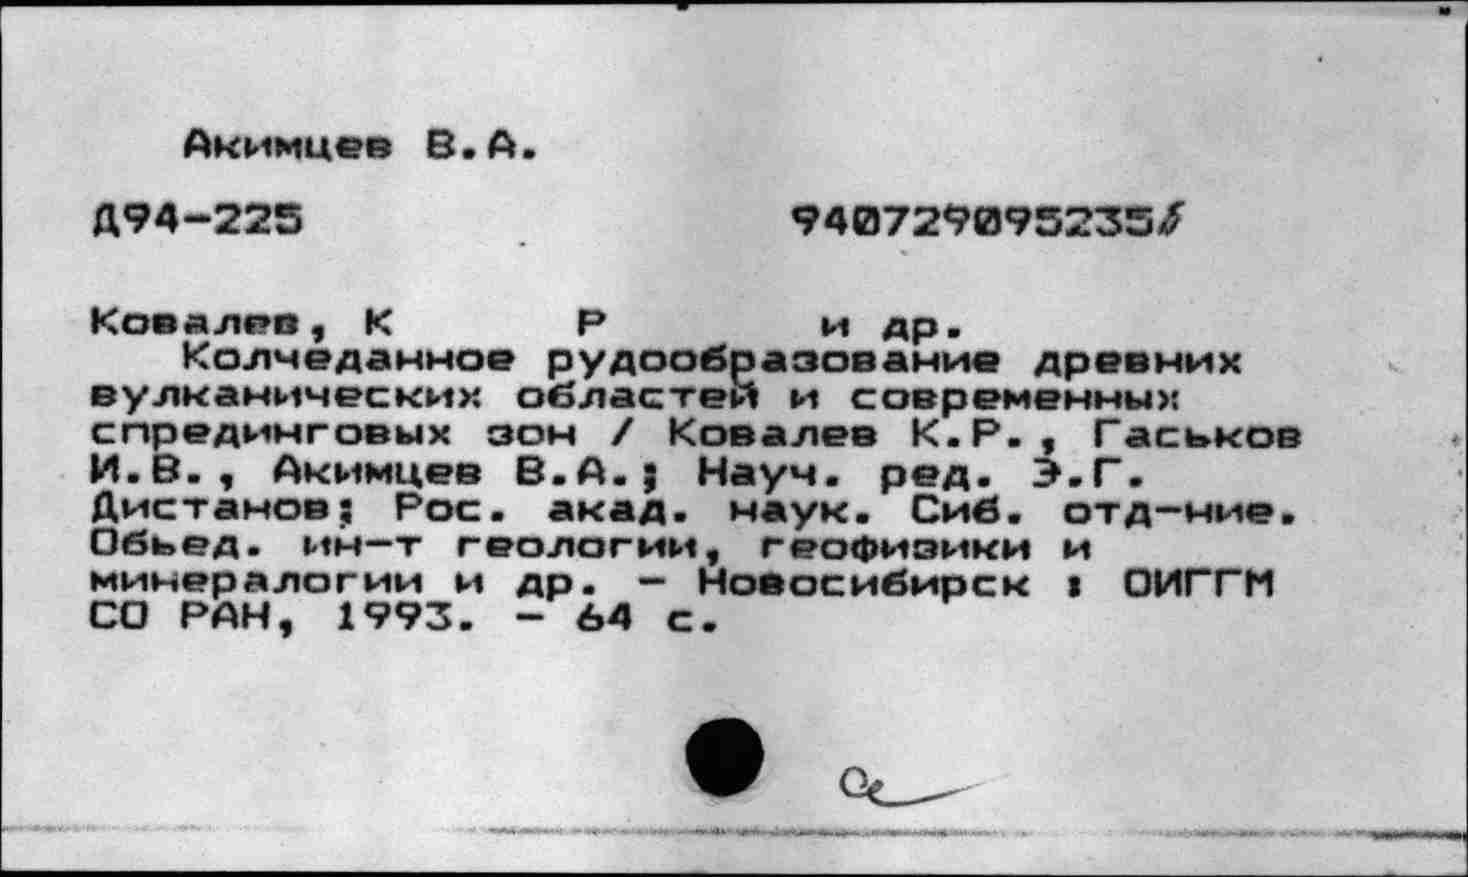 Акимцев В.А.
Д94-225 940729095235//
Ковалев, К Р и др.
Колчеданное рудообразование древних
вулканических областей и современных
спрединговых зон / Ковалев К.Р., Гаськов
И.В., Акимцев В.А.; Науч. ред. Э.Г.
Дистанов; Рос. акад. наук. Сиб. отд-ние.
Обьед. ин-т геологии, геофизики и
минералогии и др. - Новосибирск : ОИГГМ
СО РАН, 1993. - 64 с.